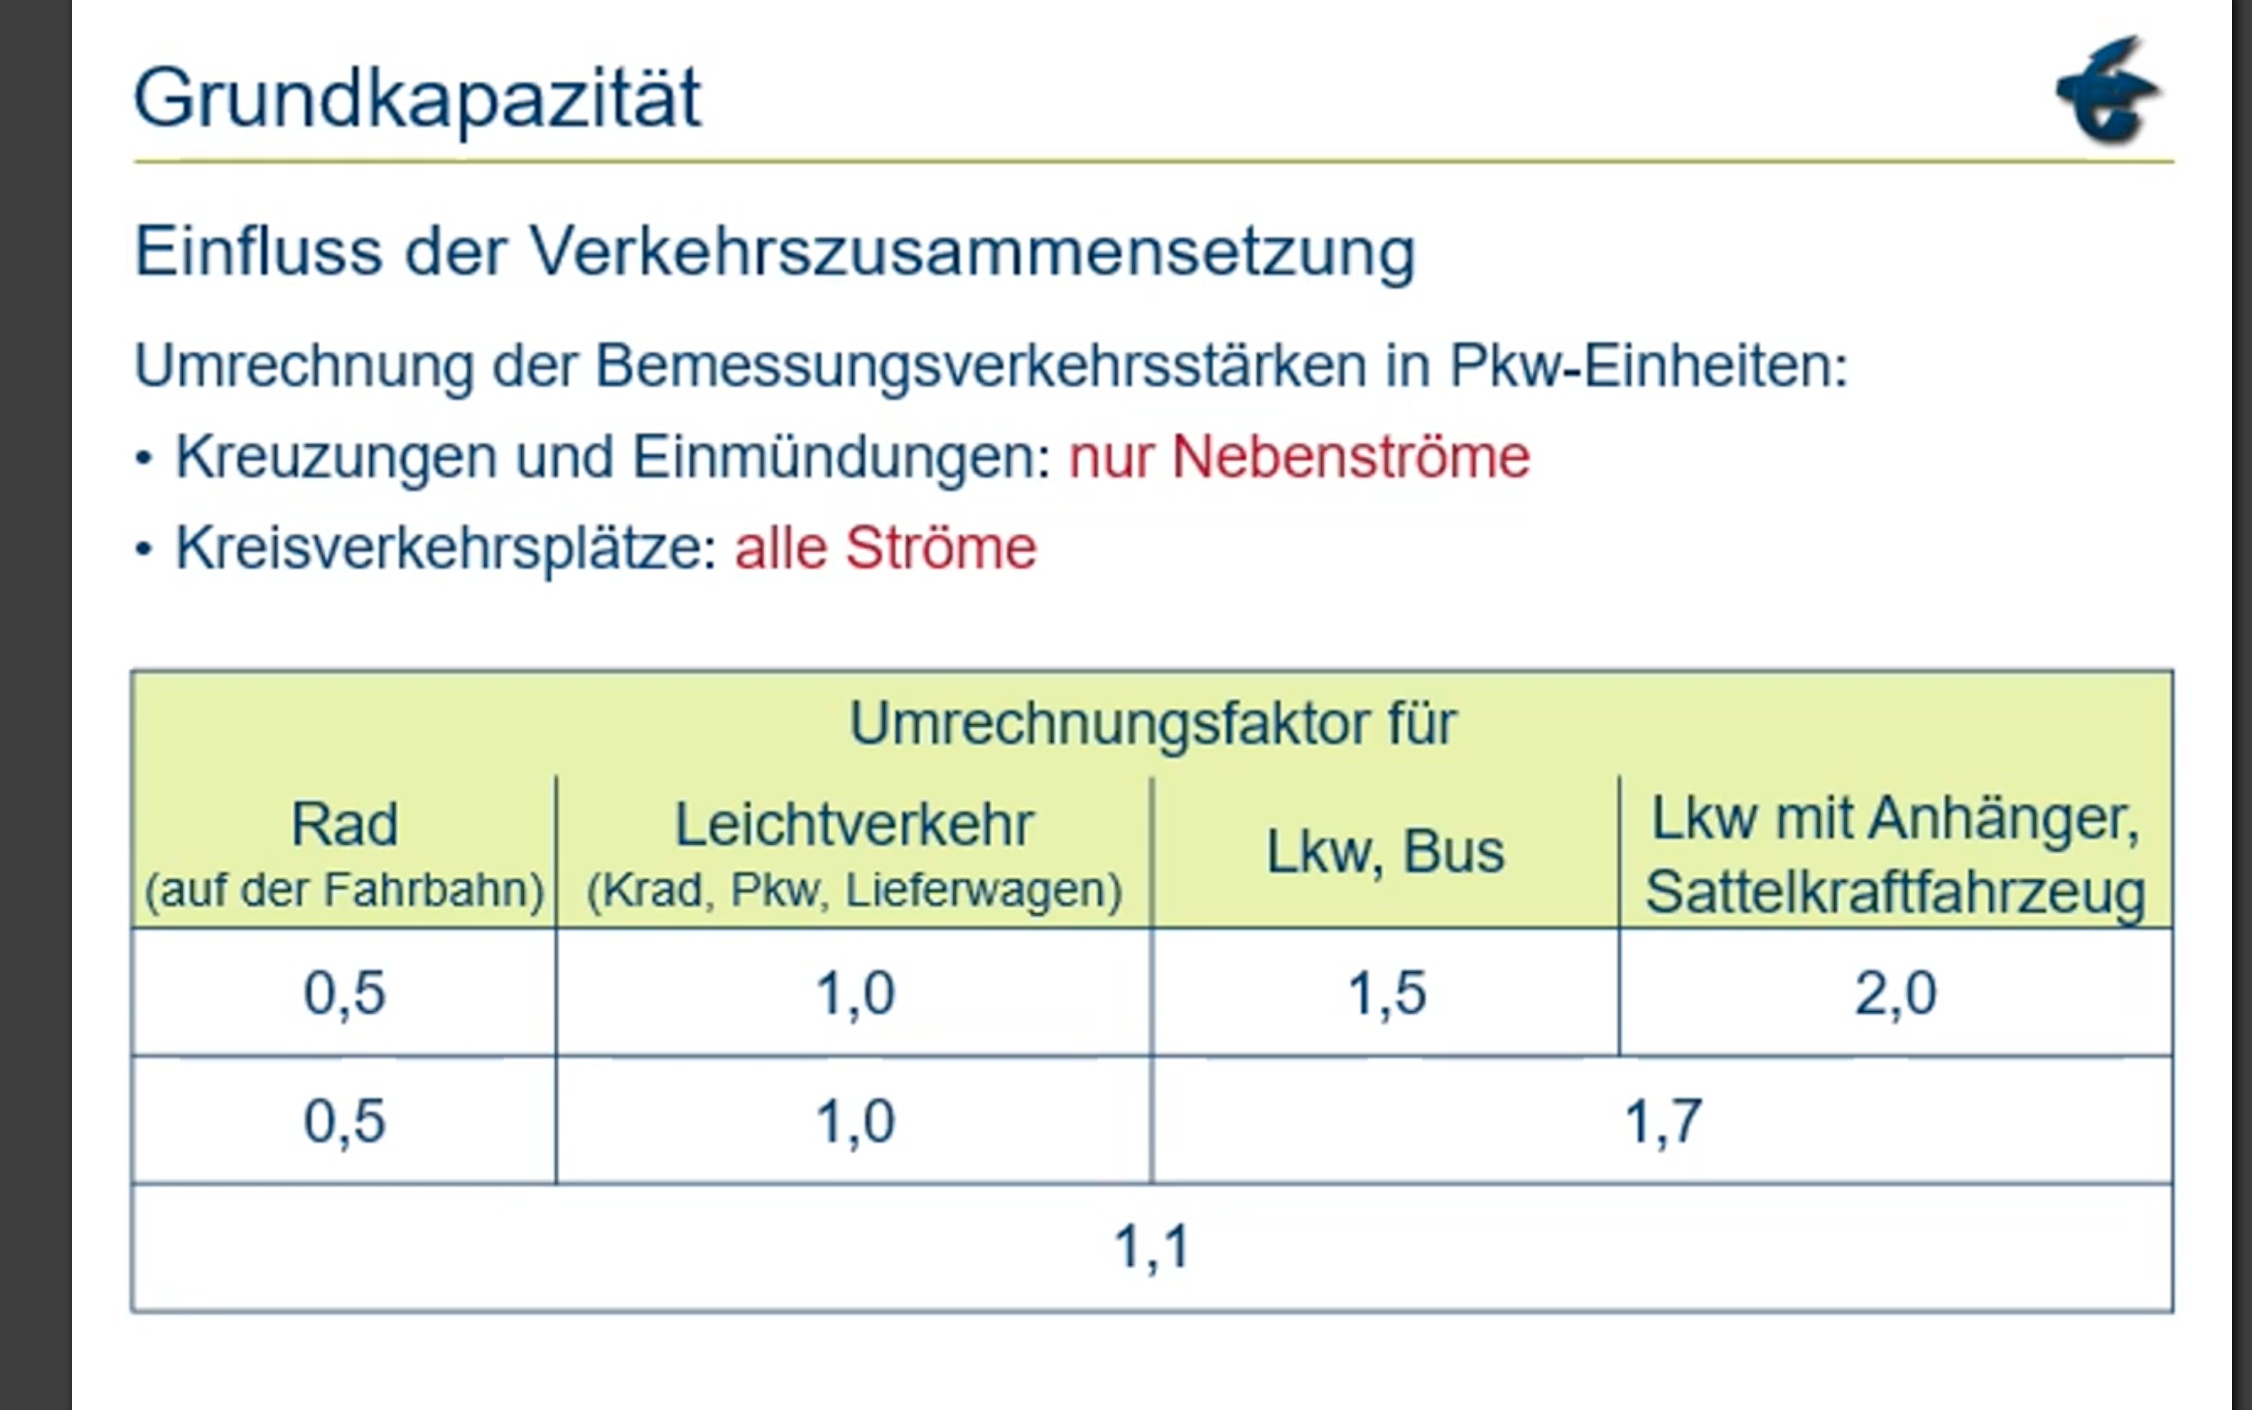 Grundkapazität
Einfluss der Verkehrszusammensetzung
Umrechnung der Bemessungsverkehrsstärken in Pkw-Einheiten:
• Kreuzungen und Einmündungen: nur Nebenströme
• Kreisverkehrsplätze: alle Ströme
Umrechnungsfaktor für
Rad
(auf der Fahrbahn)
Leichtverkehr
(Krad, Pkw, Lieferwagen)
Lkw, Bus
Lkw mit Anhänger,
Sattelkraftfahrzeug
0,5 1,0 1,5 2,0
0,5 1,0 1,7
1,1